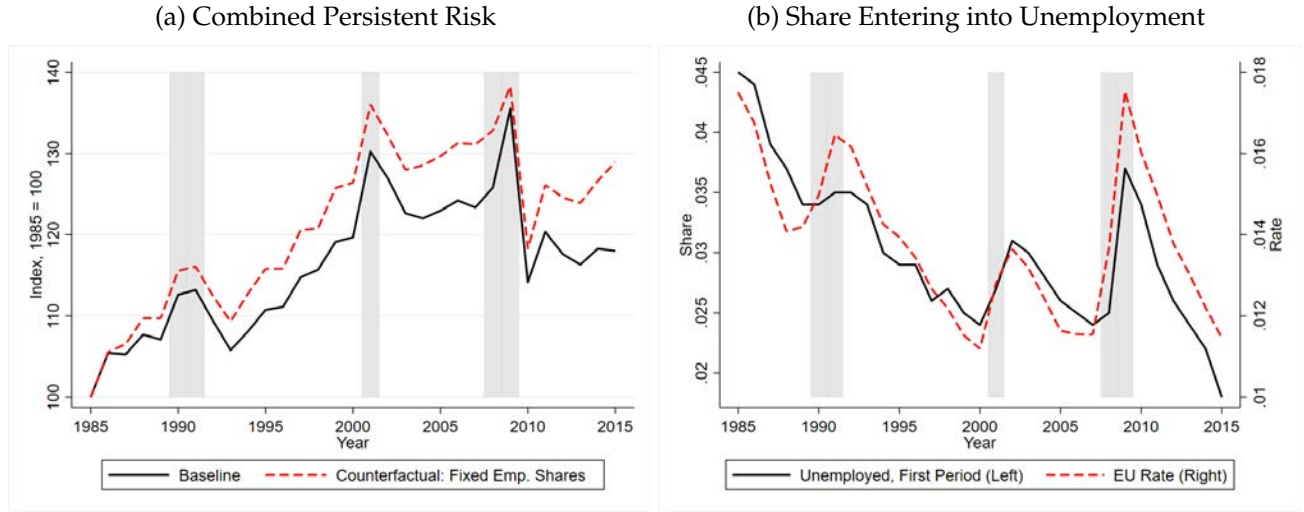 (a) Combined Persistent Risk
140
130
120
110
100
Index, 1985 = 100
1985 1990 1995 2000 2005 2010 2015
Year
Baseline Counterfactual: Fixed Emp. Shares
(b) Share Entering into Unemployment
.045
.04
.035
.03
.025
.02
Share
.018
.016
.014
.012
.01
Rate
1985 1990 1995 2000 2005 2010 2015
Year
Unemployed, First Period (Left) EU Rate (Right)